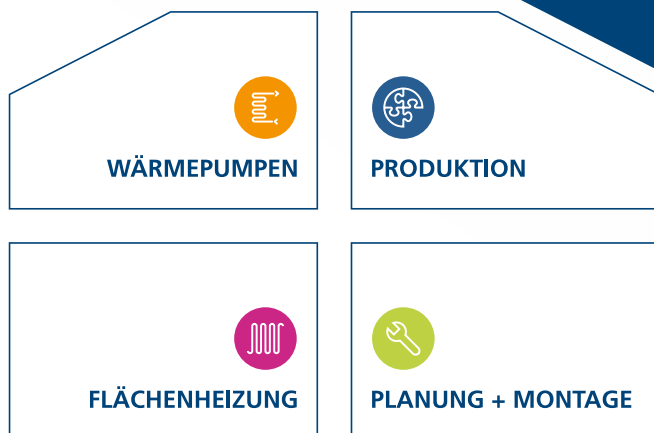 WÄRMEPUMPEN
PRODUKTION
FLÄCHENHEIZUNG
PLANUNG + MONTAGE